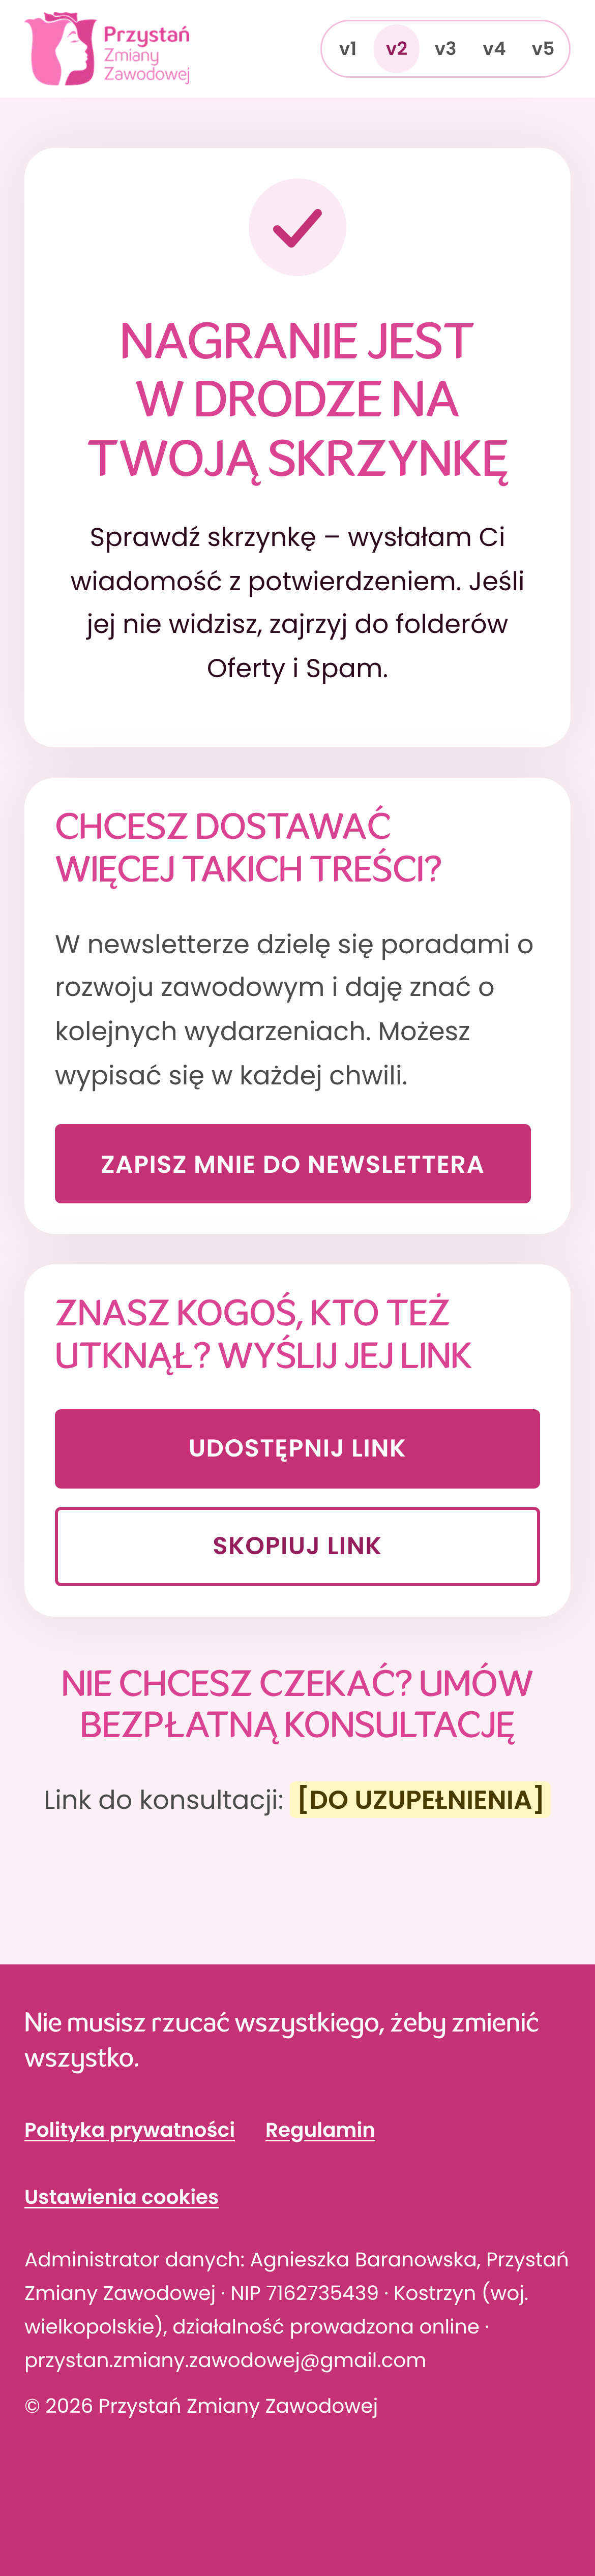 Przystań
Zmiany
Zawodowej
v1 v2 v3 v4 v5
NAGRANIE JEST
W DRODZE NA
TWOJĄ SKRZYNKĘ
Sprawdź skrzynkę – wysłałam Ci
wiadomość z potwierdzeniem. Jeśli
jej nie widzisz, zajrzyj do folderów
Oferty i Spam.
CHCESZ DOSTAWAĆ
WIĘCEJ TAKICH TREŚCI?
W newsletterze dzielę się poradami o
rozwoju zawodowym i daję znać o
kolejnych wydarzeniach. Możesz
wypisać się w każdej chwili.
ZAPISZ MNIE DO NEWSLETTERA
ZNASZ KOGOŚ, KTO TEŻ
UTKNĄŁ? WYŚLIJ JEJ LINK
UDOSTĘPNIJ LINK
SKOPIUJ LINK
NIE CHCESZ CZEKAĆ? UMÓW
BEZPŁATNĄ KONSULTACJĘ
Link do konsultacji: [DO UZUPEŁNIENIA]
Nie musisz rzucać wszystkiego, żeby zmienić
wszystko.
Polityka prywatności Regulamin
Ustawienia cookies
Administrator danych: Agnieszka Baranowska, Przystań
Zmiany Zawodowej · NIP 7162735439 · Kostrzyn (woj.
wielkopolskie), działalność prowadzona online ·
przystan.zmiany.zawodowej@gmail.com
© 2026 Przystań Zmiany Zawodowej